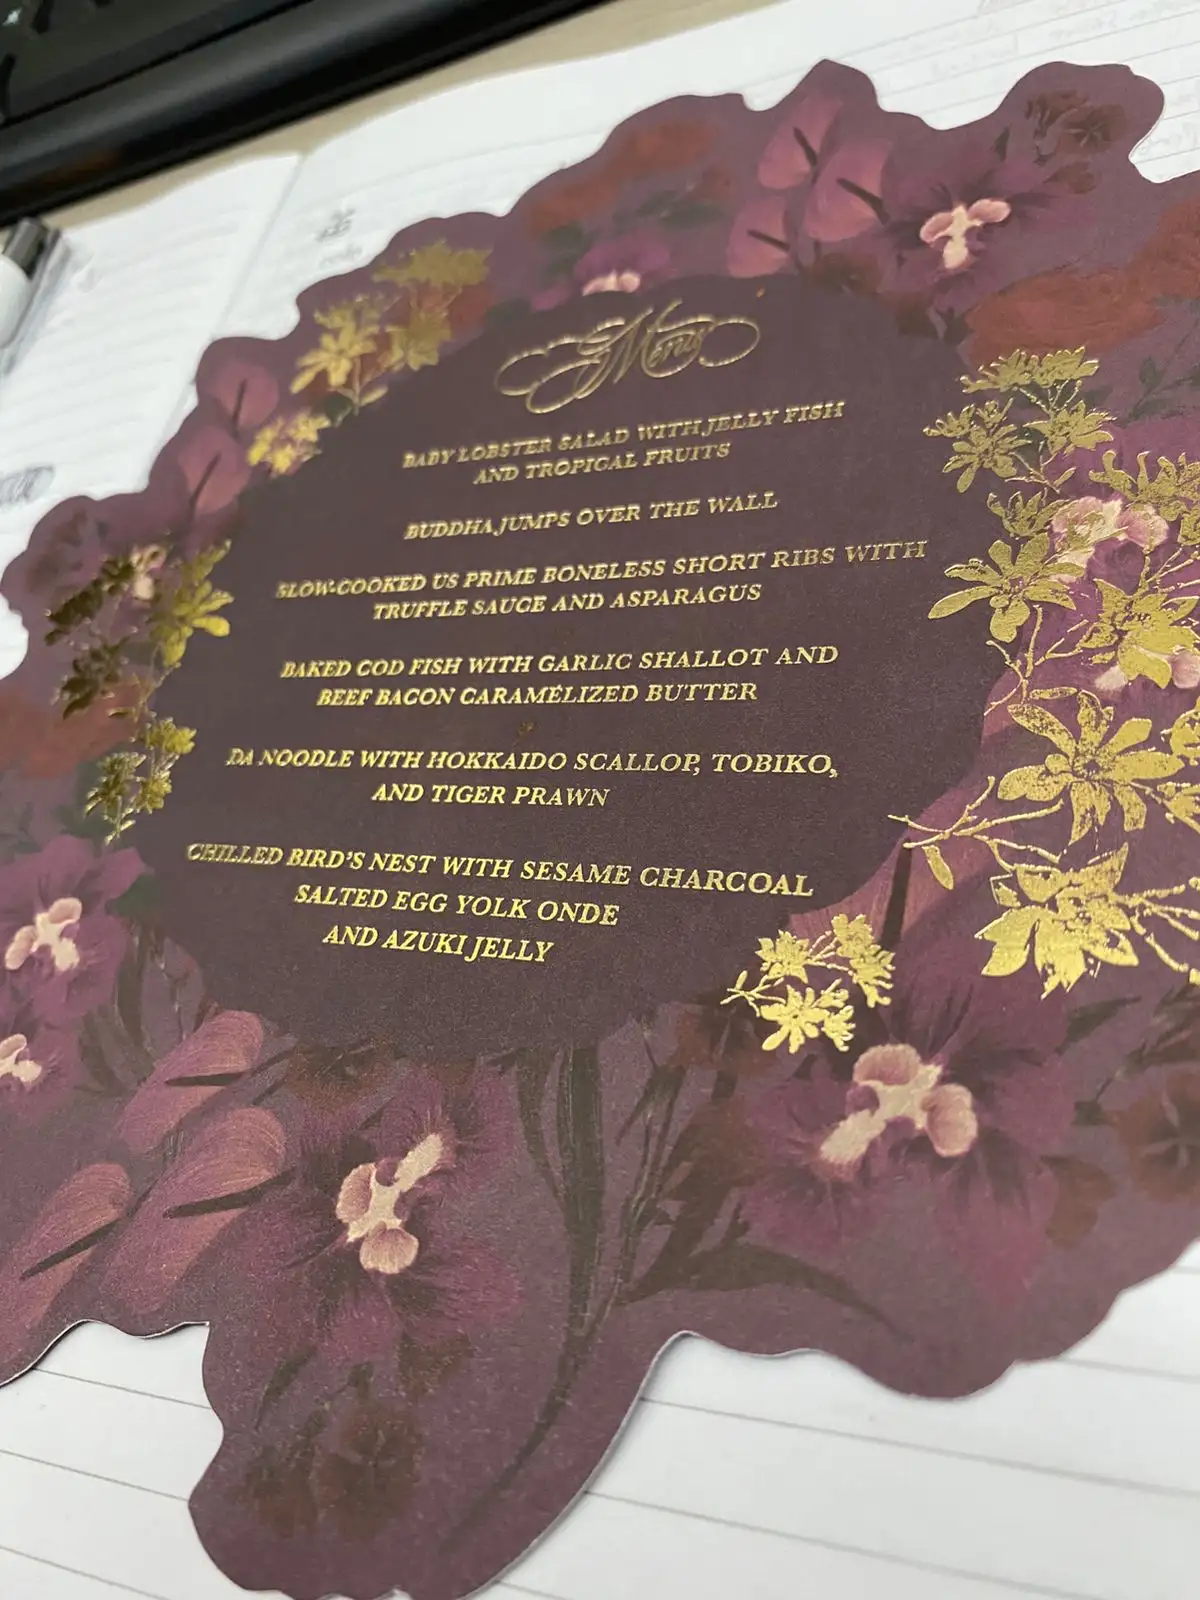 Menu
BABY LOBSTER SALAD WITH JELLY FISH
AND TROPICAL FRUITS
BUDDHA JUMPS OVER THE WALL
SLOW-COOKED US PRIME BONELESS SHORT RIBS WITH
TRUFFLE SAUCE AND ASPARAGUS
BAKED COD FISH WITH GARLIC SHALLOT AND
BEEF BACON CARAMELIZED BUTTER
DA NOODLE WITH HOKKAIDO SCALLOP, TOBIKO,
AND TIGER PRAWN
CHILLED BIRD'S NEST WITH SESAME CHARCOAL
SALTED EGG YOLK ONDE
AND AZUKI JELLY